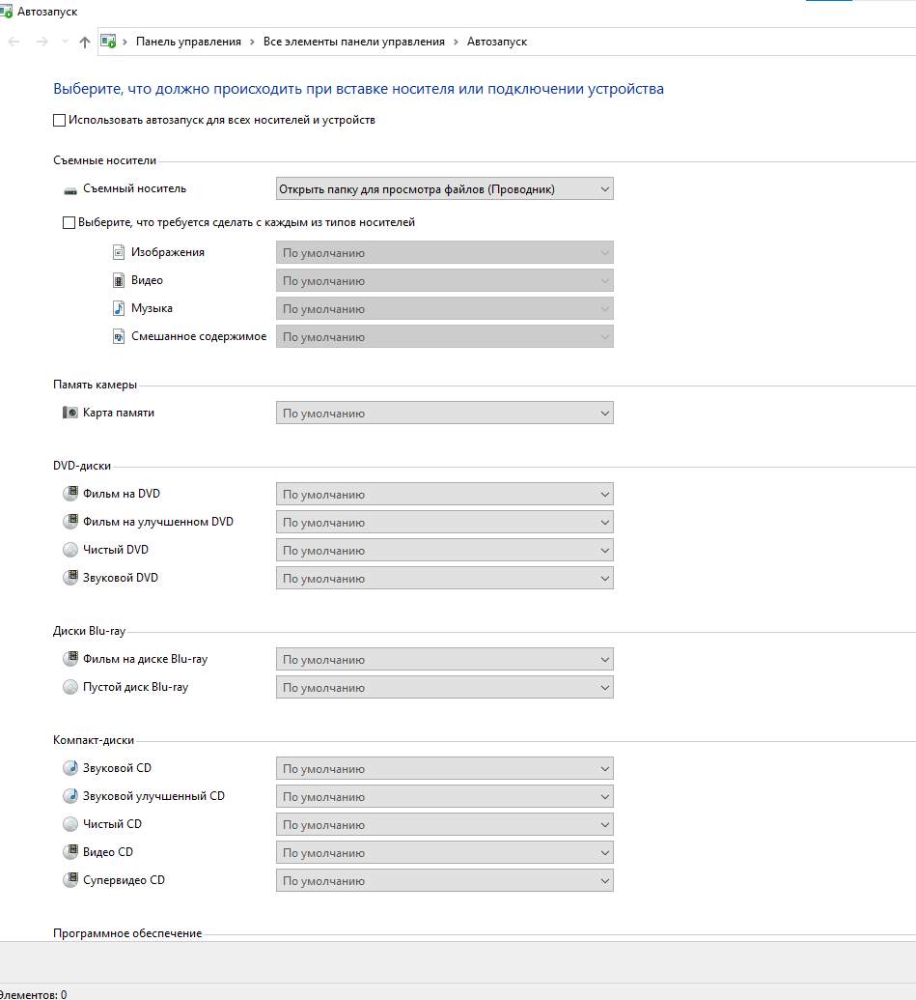 Автозапуск
Панель управления › Все элементы панели управления › Автозапуск
Выберите, что должно происходить при вставке носителя или подключении устройства
Использовать автозапуск для всех носителей и устройств
Съемные носители
Съемный носитель Открыть папку для просмотра файлов (Проводник)
Выберите, что требуется сделать с каждым из типов носителей
Изображения По умолчанию
Видео По умолчанию
Музыка По умолчанию
Смешанное содержимое По умолчанию
Память камеры
Карта памяти По умолчанию
DVD-диски
Фильм на DVD По умолчанию
Фильм на улучшенном DVD По умолчанию
Чистый DVD По умолчанию
Звуковой DVD По умолчанию
Диски Blu-ray
Фильм на диске Blu-ray По умолчанию
Пустой диск Blu-ray По умолчанию
Компакт-диски
Звуковой CD По умолчанию
Звуковой улучшенный CD По умолчанию
Чистый CD По умолчанию
Видео CD По умолчанию
Супервидео CD По умолчанию
Программное обеспечение
Элементов: 0